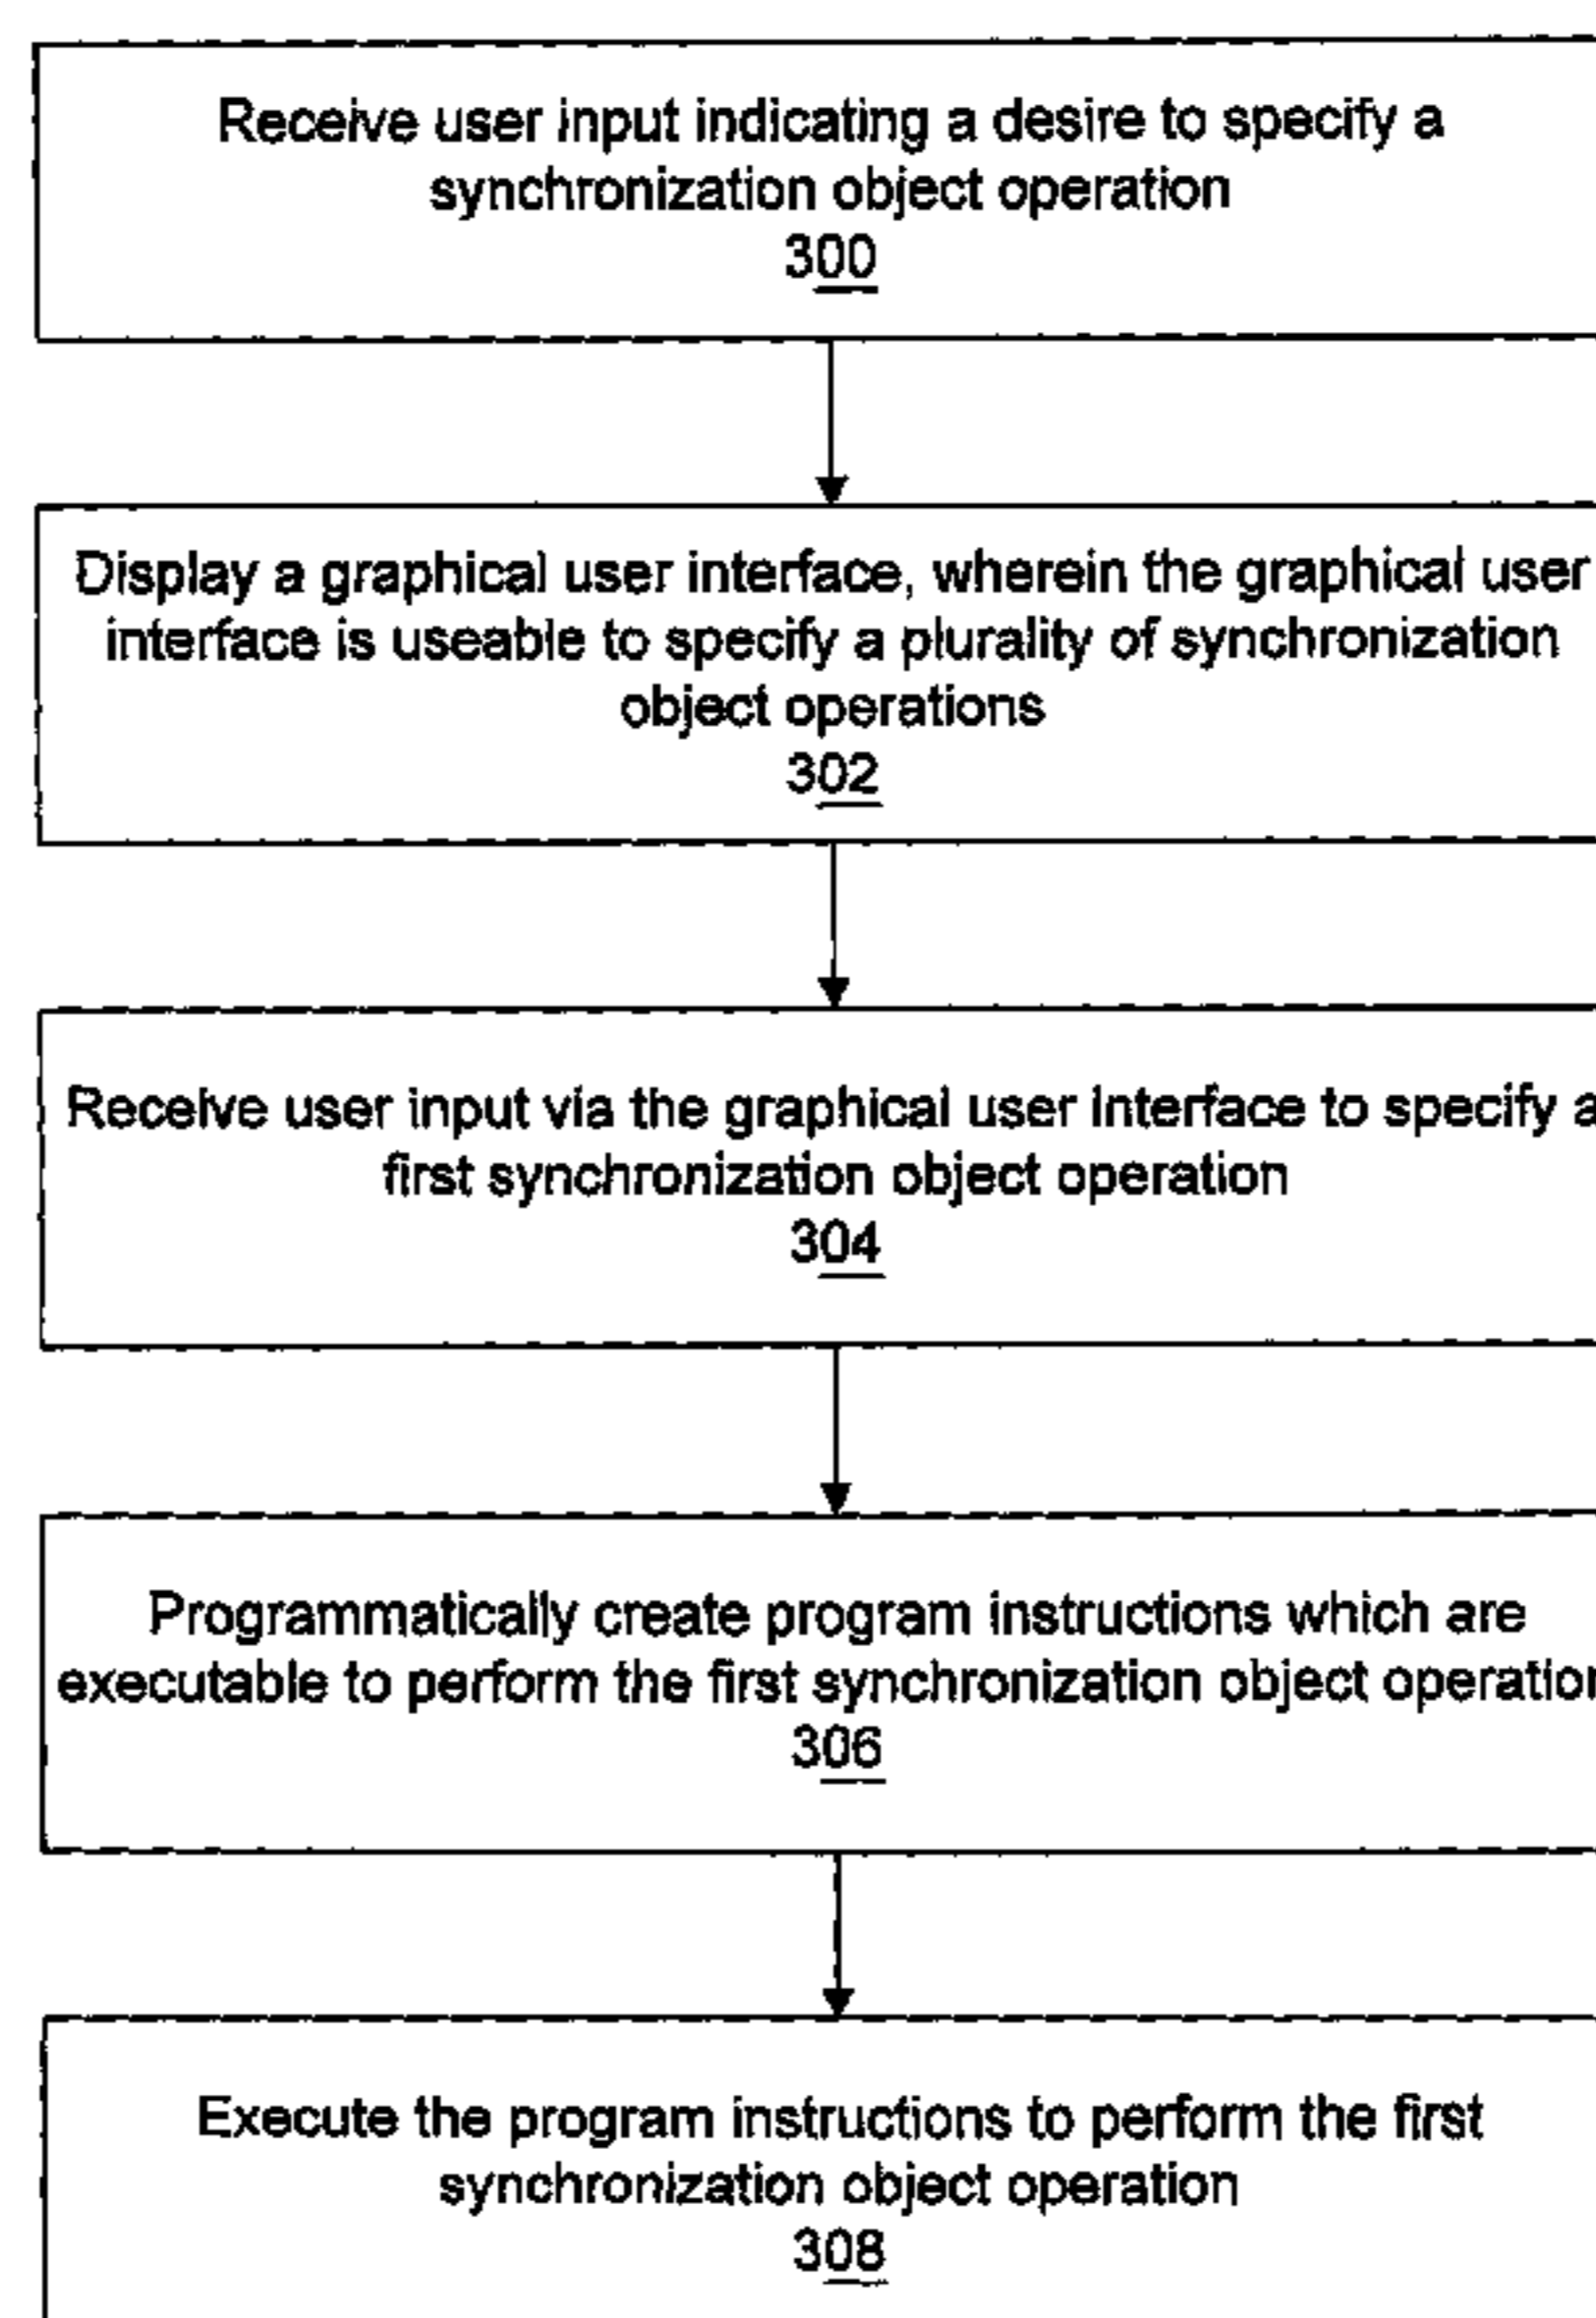 Receive user input indicating a desire to specify a
synchronization object operation
300
Display a graphical user interface, wherein the graphical user
interface is useable to specify a plurality of synchronization
object operations
302
Receive user input via the graphical user interface to specify a
first synchronization object operation
304
Programmatically create program instructions which are
executable to perform the first synchronization object operation
306
Execute the program instructions to perform the first
synchronization object operation
308